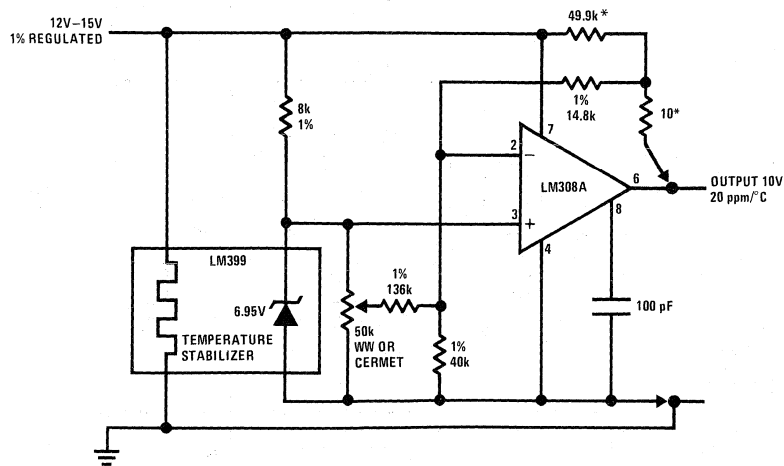 12V–15V
1% REGULATED
49.9k*
1%
14.8k
10*
8k
1%
7
2
−
LM308A
6
OUTPUT 10V
20 ppm/°C
3
+
8
4
LM399
6.95V
TEMPERATURE
STABILIZER
50k
WW OR
CERMET
1%
136k
1%
40k
100 pF